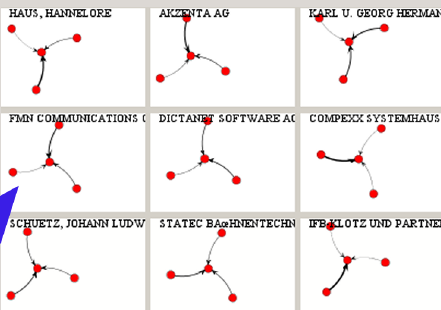 HAUS, HANNELORE
AKZENTA AG
KARL U. GEORG HERMAN
FMN COMMUNICATIONS
DICTANET SOFTWARE AG
COMPEXX SYSTEMHAUS
SCHUETZ, JOHANN LUDW
STATEC
IFB KLOTZ UND PARTNE